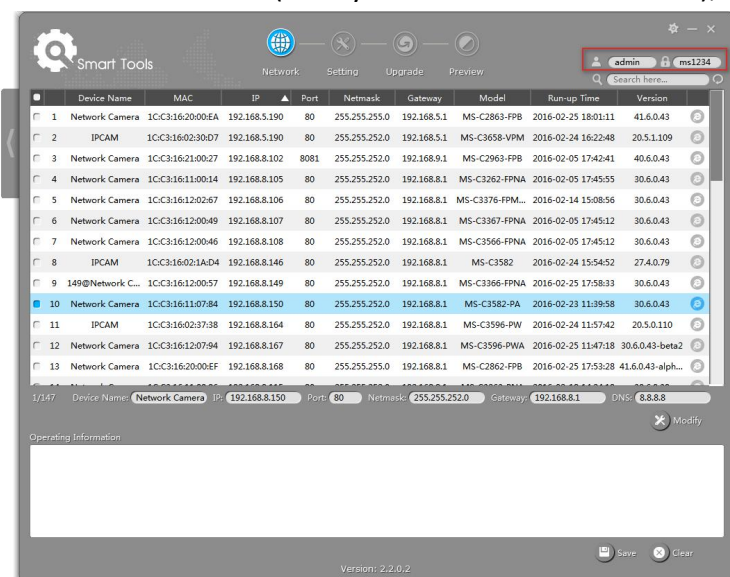 Smart Tools
Network Setting Upgrade Preview
admin ms1234
Search here...
Device Name MAC IP Port Netmask Gateway Model Run-up Time Version
1 Network Camera 1C:C3:16:20:00:EA 192.168.5.190 80 255.255.255.0 192.168.5.1 MS-C2863-FPB 2016-02-25 18:01:11 41.6.0.43
2 IPCAM 1C:C3:16:02:30:D7 192.168.5.190 80 255.255.252.0 192.168.5.1 MS-C3658-VPM 2016-02-24 16:22:48 20.5.1.109
3 Network Camera 1C:C3:16:21:00:27 192.168.8.102 8081 255.255.252.0 192.168.9.1 MS-C2963-FPB 2016-02-05 17:42:41 40.6.0.43
4 Network Camera 1C:C3:16:11:00:14 192.168.8.105 80 255.255.252.0 192.168.8.1 MS-C3262-FPNA 2016-02-05 17:45:55 30.6.0.43
5 Network Camera 1C:C3:16:12:02:67 192.168.8.106 80 255.255.252.0 192.168.8.1 MS-C3376-FPM... 2016-02-14 15:08:56 30.6.0.43
6 Network Camera 1C:C3:16:12:00:49 192.168.8.107 80 255.255.252.0 192.168.8.1 MS-C3367-FPNA 2016-02-05 17:45:12 30.6.0.43
7 Network Camera 1C:C3:16:12:00:46 192.168.8.108 80 255.255.252.0 192.168.8.1 MS-C3566-FPNA 2016-02-05 17:45:12 30.6.0.43
8 IPCAM 1C:C3:16:02:1A:D4 192.168.8.146 80 255.255.252.0 192.168.8.1 MS-C3582 2016-02-24 15:54:52 27.4.0.79
9 149@Network C... 1C:C3:16:12:00:57 192.168.8.149 80 255.255.252.0 192.168.8.1 MS-C3366-FPNA 2016-02-25 17:58:33 30.6.0.43
10 Network Camera 1C:C3:16:11:07:84 192.168.8.150 80 255.255.252.0 192.168.8.1 MS-C3582-PA 2016-02-23 11:39:58 30.6.0.43
11 IPCAM 1C:C3:16:02:37:38 192.168.8.164 80 255.255.252.0 192.168.8.1 MS-C3596-PW 2016-02-24 11:57:42 20.5.0.110
12 Network Camera 1C:C3:16:12:07:94 192.168.8.167 80 255.255.252.0 192.168.8.1 MS-C3596-PWA 2016-02-25 11:47:18 30.6.0.43-beta2
13 Network Camera 1C:C3:16:20:00:EF 192.168.8.168 80 255.255.252.0 192.168.8.1 MS-C2862-FPB 2016-02-25 17:53:28 41.6.0.43-alph...
1/147 Device Name: Network Camera IP: 192.168.8.150 Port: 80 Netmask: 255.255.252.0 Gateway: 192.168.8.1 DNS: 8.8.8.8
Modify
Operating Information
Save Clear
Version: 2.2.0.2